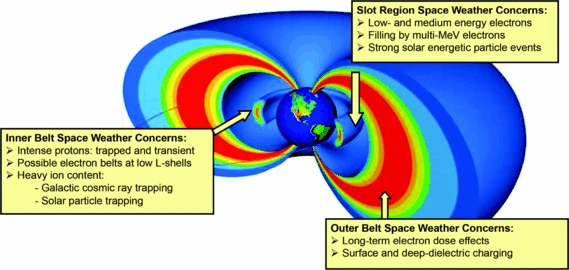 Slot Region Space Weather Concerns:
➢ Low- and medium energy electrons
➢ Filling by multi-MeV electrons
➢ Strong solar energetic particle events
Inner Belt Space Weather Concerns:
➢ Intense protons: trapped and transient
➢ Possible electron belts at low L-shells
➢ Heavy ion content:
- Galactic cosmic ray trapping
- Solar particle trapping
Outer Belt Space Weather Concerns:
➢ Long-term electron dose effects
➢ Surface and deep-dielectric charging